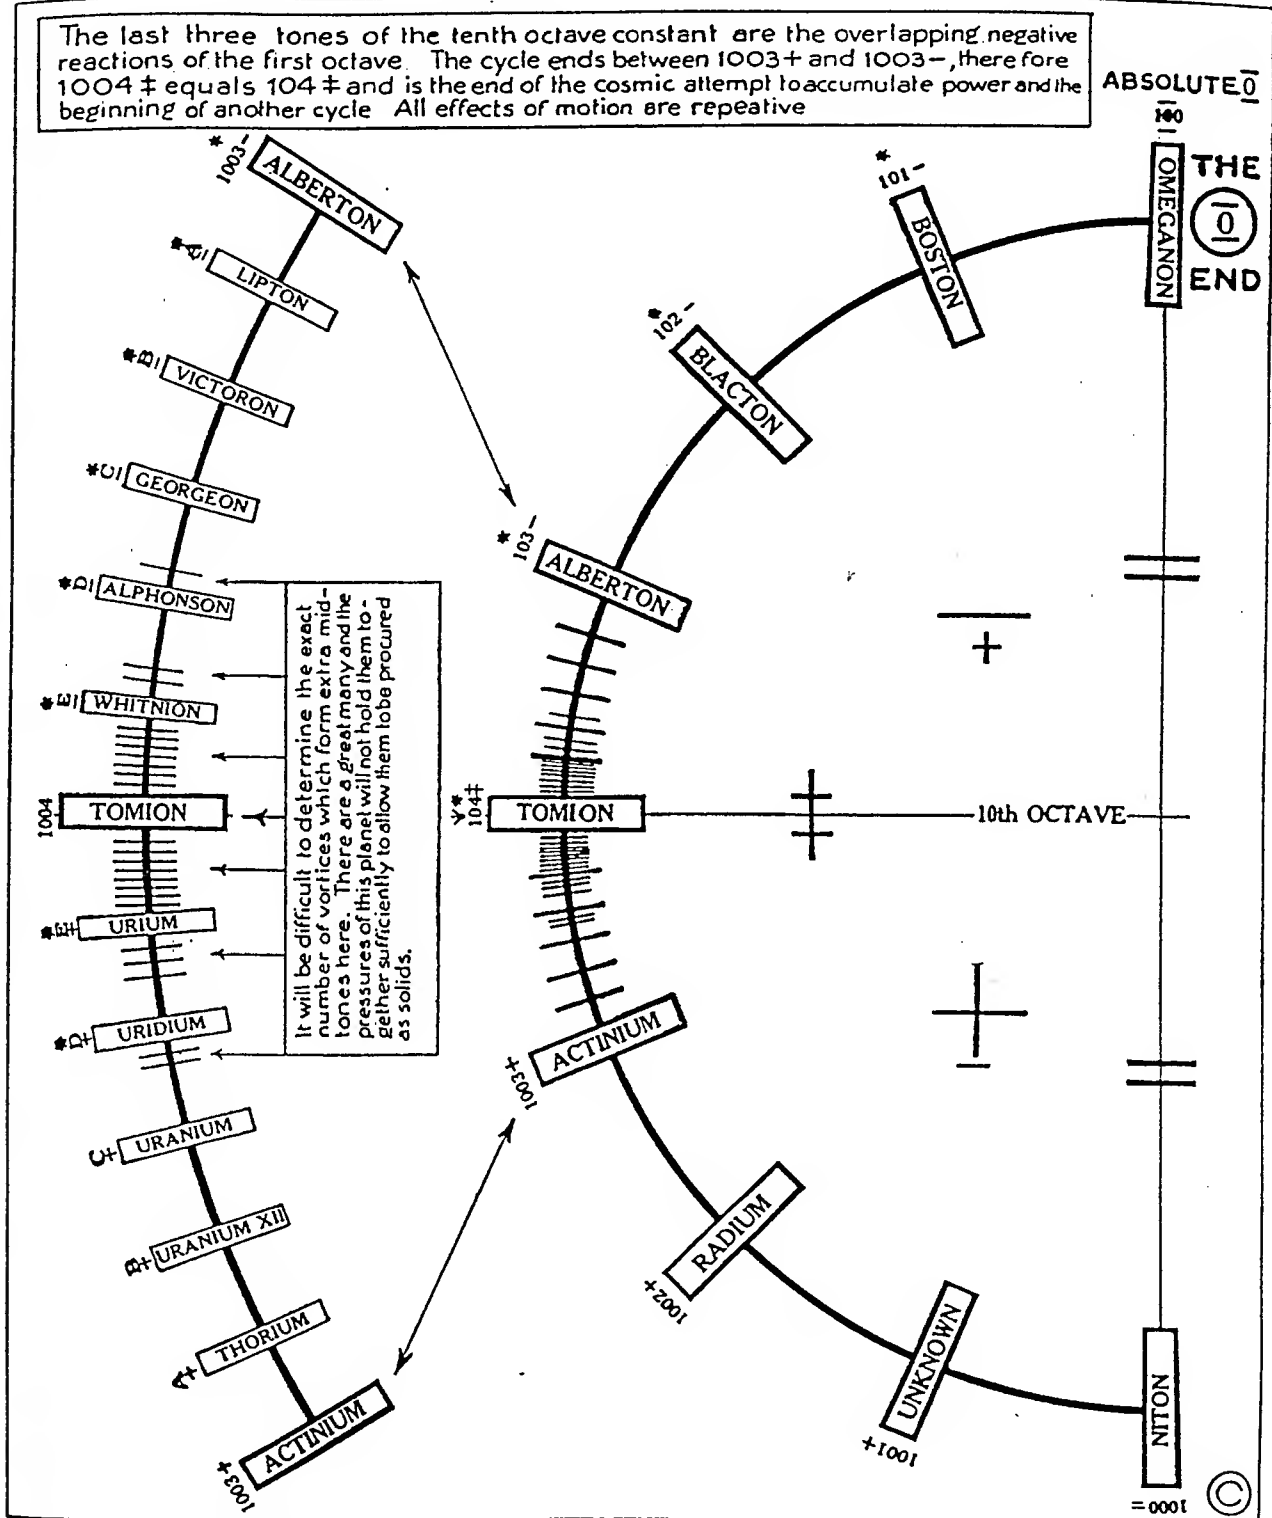 The last three tones of the tenth octave constant are the overlapping negative
reactions of the first octave. The cycle ends between 1003+ and 1003−, there fore
1004‡ equals 104‡ and is the end of the cosmic attempt to accumulate power and the
beginning of another cycle All effects of motion are repeative
ABSOLUTE 0
THE
0
END
OMEGANON
*
101−
BOSTON
*
102−
BLACTON
*
103−
ALBERTON
*
104‡
TOMION
10th OCTAVE
ACTINIUM
1003+
RADIUM
1002+
UNKNOWN
1001+
NITON
1000=
©
*
1003−
ALBERTON
*
LIPTON
*B−
VICTORON
*C−
GEORGEON
*D−
ALPHONSON
*E−
WHITNION
1004
TOMION
*E+
URIUM
*D+
URIDIUM
C+
URANIUM
B+
URANIUM XII
A+
THORIUM
1003+
ACTINIUM
It will be difficult to determine the exact
number of vortices which form extra mid-
tones here. There are a great many and the
pressures of this planet will not hold them to-
gether sufficiently to allow them to be procured
as solids.